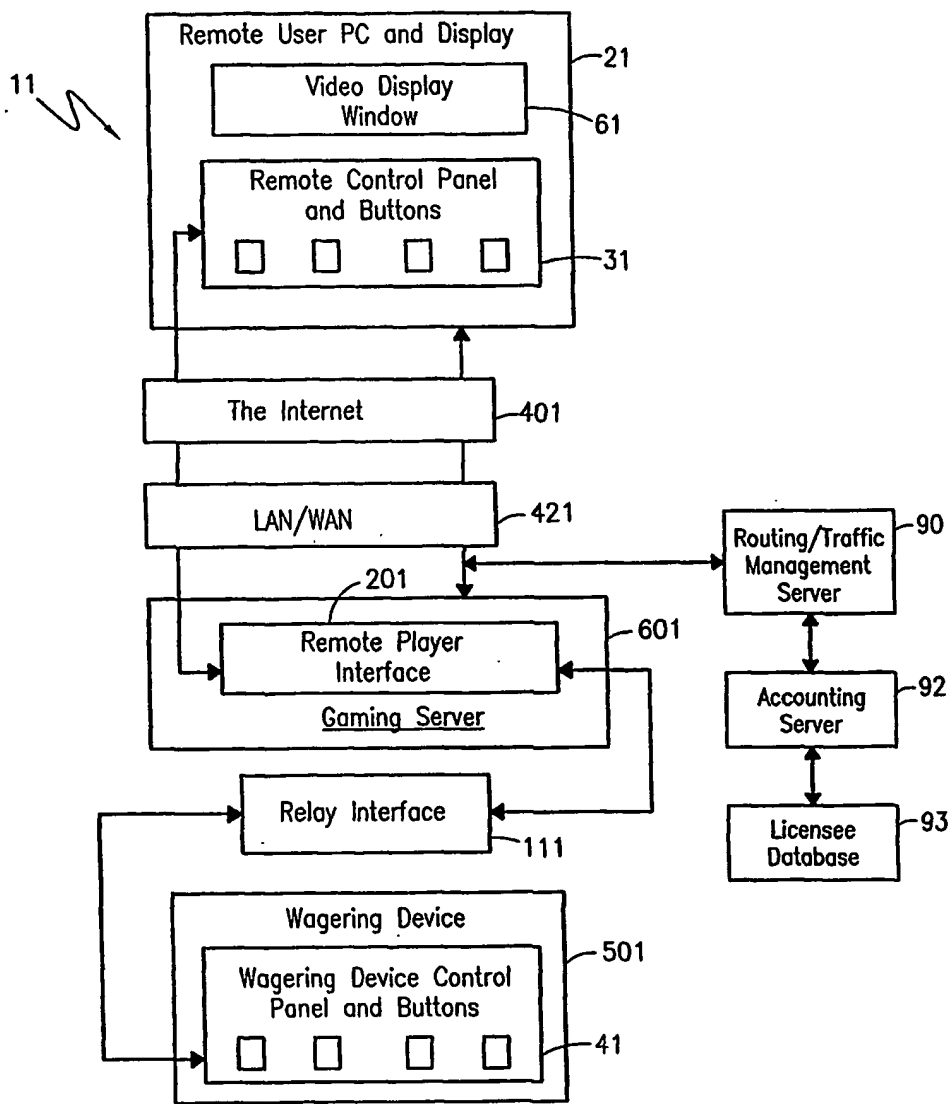 Remote User PC and Display
21
11
Video Display
Window
61
Remote Control Panel
and Buttons
31
The Internet
401
LAN/WAN
421
90
Routing/Traffic
Management
Server
201
601
Remote Player
Interface
Gaming Server
92
Accounting
Server
Relay Interface
111
93
Licensee
Database
Wagering Device
501
Wagering Device Control
Panel and Buttons
41